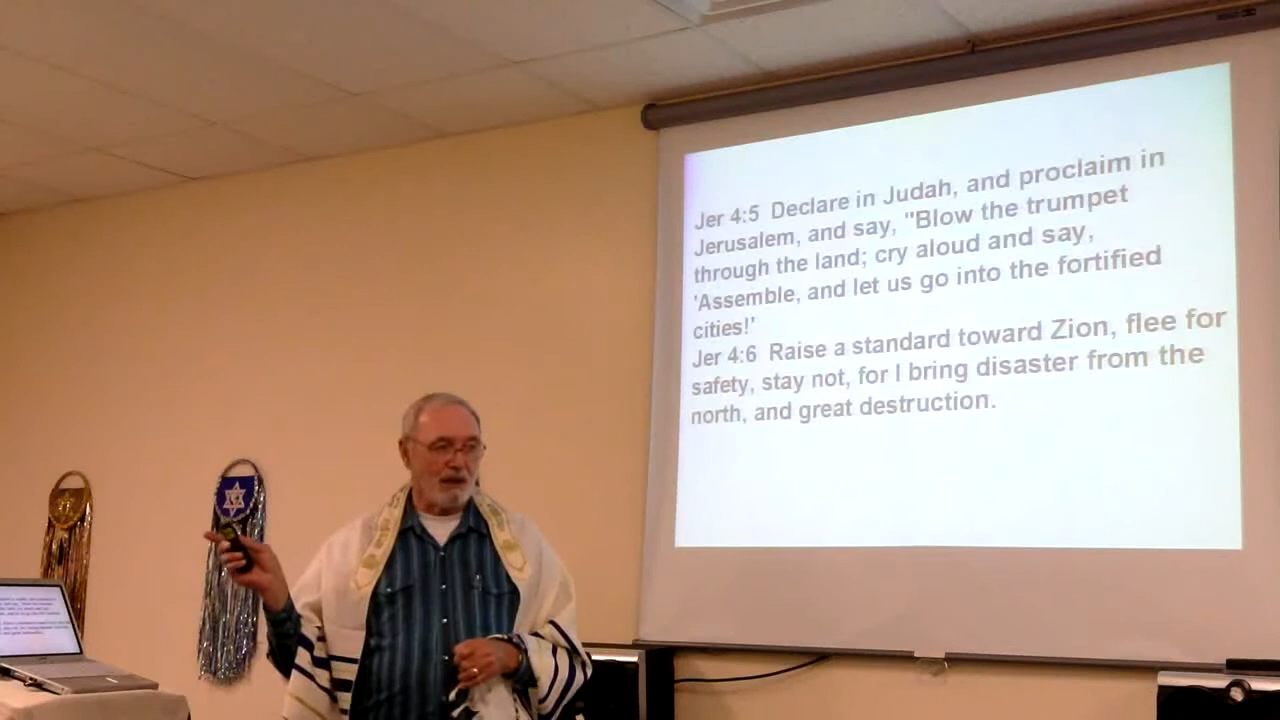 Jer 4:5 Declare in Judah, and proclaim in
Jerusalem, and say, "Blow the trumpet
through the land; cry aloud and say,
'Assemble, and let us go into the fortified
cities!'
Jer 4:6 Raise a standard toward Zion, flee for
safety, stay not, for I bring disaster from the
north, and great destruction.